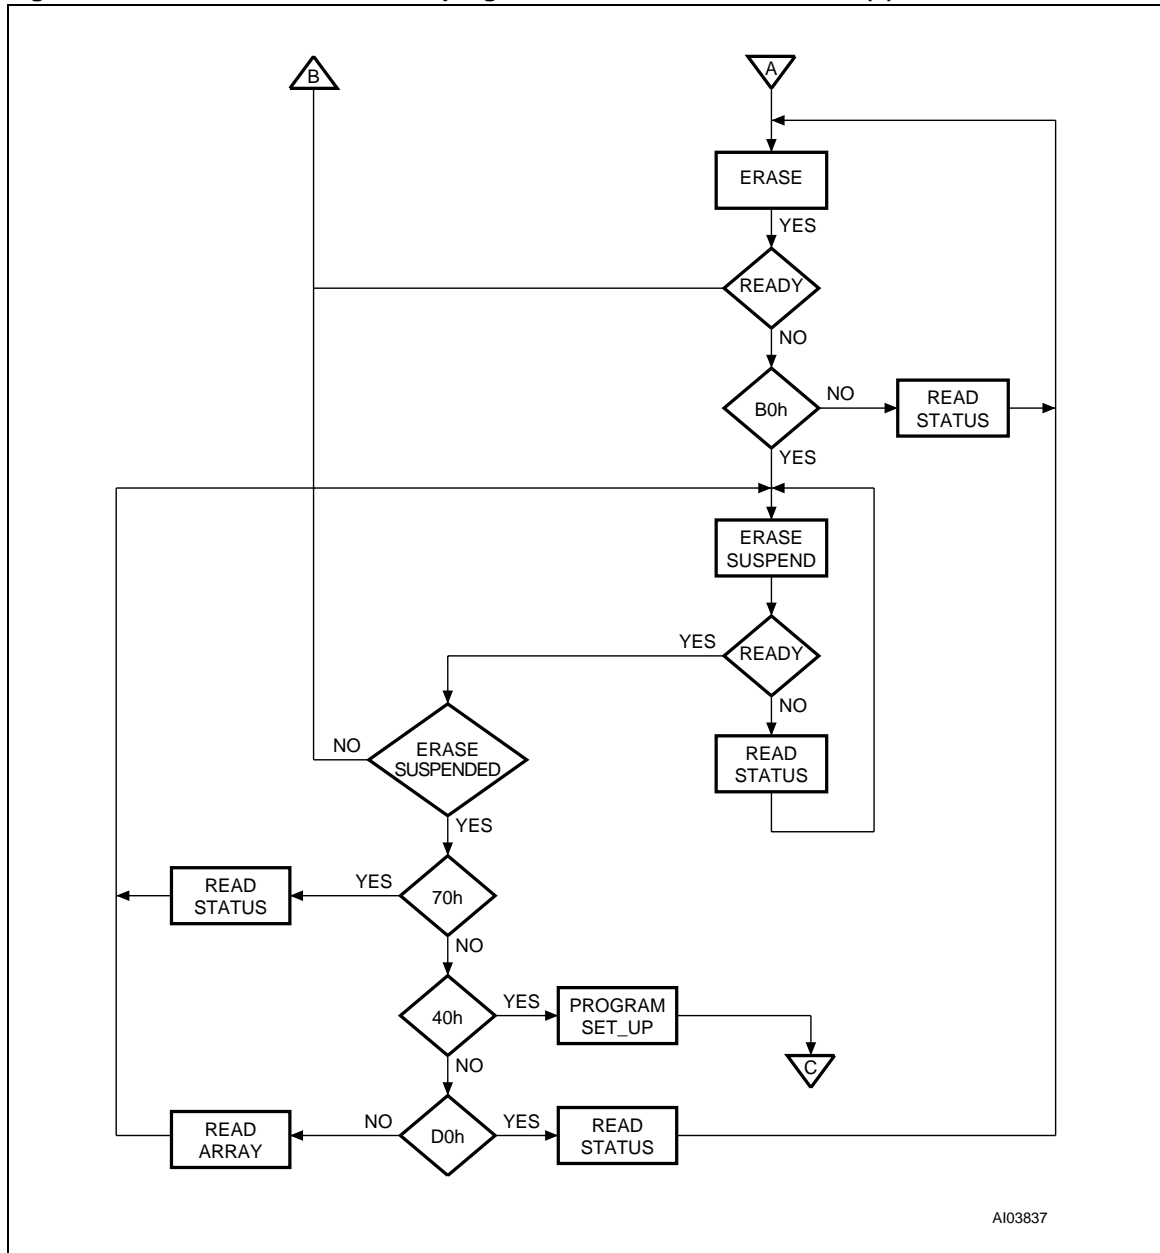 B
A
ERASE
YES
READY
NO
B0h
NO
READ
STATUS
YES
ERASE
SUSPEND
YES
READY
NO
NO
ERASE
SUSPENDED
READ
STATUS
YES
READ
STATUS
YES
70h
NO
40h
YES
PROGRAM
SET_UP
NO
C
READ
ARRAY
NO
D0h
YES
READ
STATUS
AI03837